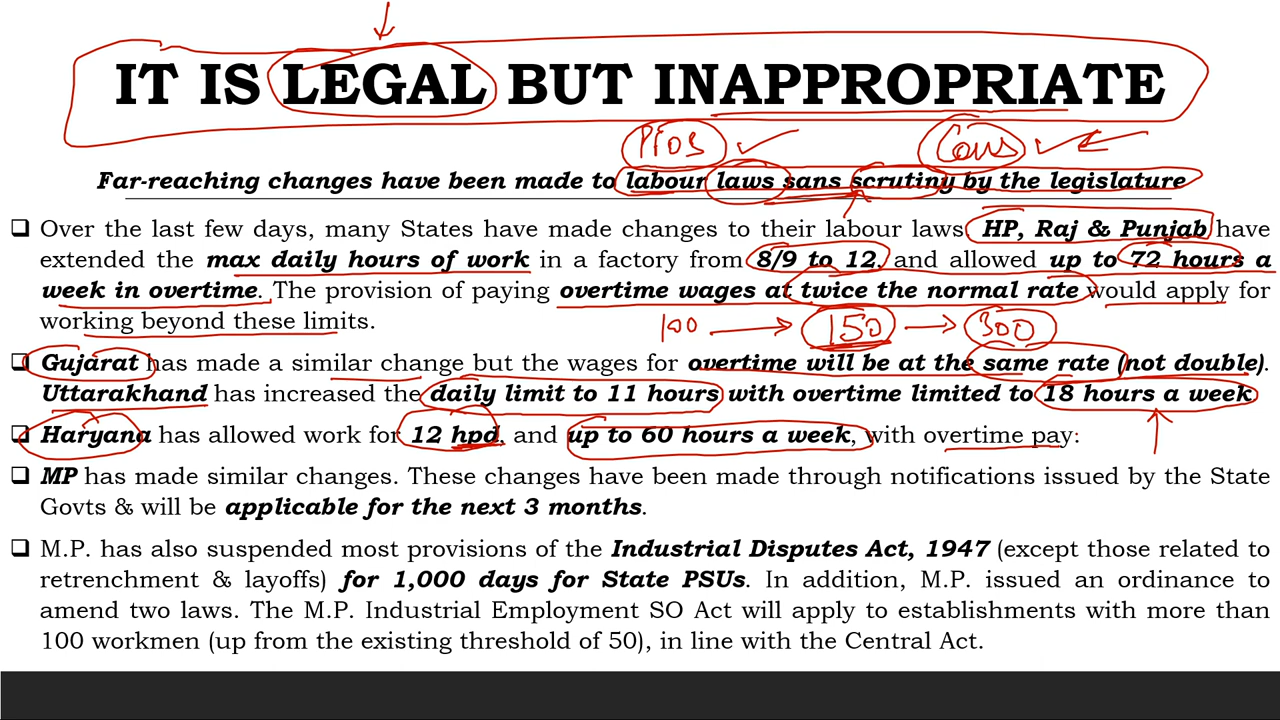 IT IS LEGAL BUT INAPPROPRIATE
Pros Cons
Far-reaching changes have been made to labour laws sans scrutiny by the legislature
❑ Over the last few days, many States have made changes to their labour laws. HP, Raj & Punjab have
extended the max daily hours of work in a factory from 8/9 to 12, and allowed up to 72 hours a
week in overtime. The provision of paying overtime wages at twice the normal rate would apply for
working beyond these limits.
100 → 150 → 300
❑ Gujarat has made a similar change but the wages for overtime will be at the same rate (not double).
Uttarakhand has increased the daily limit to 11 hours with overtime limited to 18 hours a week
❑ Haryana has allowed work for 12 hpd, and up to 60 hours a week, with overtime pay:
❑ MP has made similar changes. These changes have been made through notifications issued by the State
Govts & will be applicable for the next 3 months.
❑ M.P. has also suspended most provisions of the Industrial Disputes Act, 1947 (except those related to
retrenchment & layoffs) for 1,000 days for State PSUs. In addition, M.P. issued an ordinance to
amend two laws. The M.P. Industrial Employment SO Act will apply to establishments with more than
100 workmen (up from the existing threshold of 50), in line with the Central Act.